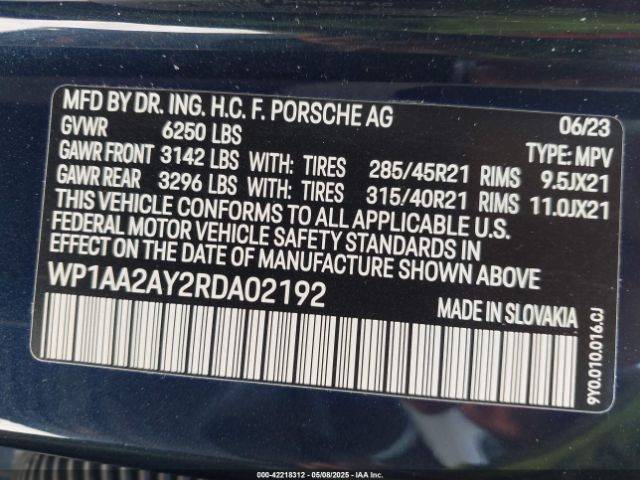 MFD BY DR. ING. H.C. F. PORSCHE AG 06/23
GVWR 6250 LBS TYPE: MPV
GAWR FRONT 3142 LBS WITH: TIRES 285/45R21 RIMS 9.5JX21
GAWR REAR 3296 LBS WITH: TIRES 315/40R21 RIMS 11.0JX21
THIS VEHICLE CONFORMS TO ALL APPLICABLE U.S.
FEDERAL MOTOR VEHICLE SAFETY STANDARDS IN
EFFECT ON THE DATE OF MANUFACTURE SHOWN ABOVE.
WP1AA2AY2RDA02192 MADE IN SLOVAKIA
9Y0.010.016.CJ
000-42218312 - 05/08/2025 - IAA Inc.